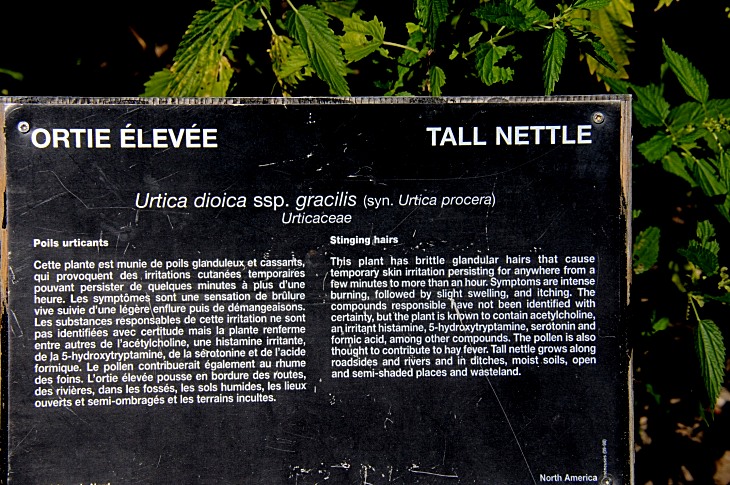 ORTIE ÉLEVÉE
TALL NETTLE
Urtica dioica ssp. gracilis (syn. Urtica procera)
Urticaceae
Poils urticants
Cette plante est munie de poils glanduleux et cassants,
qui provoquent des irritations cutanées temporaires
pouvant persister de quelques minutes à plus d'une
heure. Les symptômes sont une sensation de brûlure
vive suivie d'une légère enflure puis de démangeaisons.
Les substances responsables de cette irritation ne sont
pas identifiées avec certitude mais la plante renferme
entre autres de l'acétylcholine, une histamine irritante,
de la 5-hydroxytryptamine, de la sérotonine et de l'acide
formique. Le pollen contribuerait également au rhume
des foins. L'ortie élevée pousse en bordure des routes,
des rivières, dans les fossés, les sols humides, les lieux
ouverts et semi-ombragés et les terrains incultes.
Stinging hairs
This plant has brittle glandular hairs that cause
temporary skin irritation persisting for anywhere from a
few minutes to more than an hour. Symptoms are intense
burning, followed by slight swelling, and itching. The
compounds responsible have not been identified with
certainty, but the plant is known to contain acetylcholine,
an irritant histamine, 5-hydroxytryptamine, serotonin and
formic acid, among other compounds. The pollen is also
thought to contribute to hay fever. Tall nettle grows along
roadsides and rivers and in ditches, moist soils, open
and semi-shaded places and wasteland.
North America